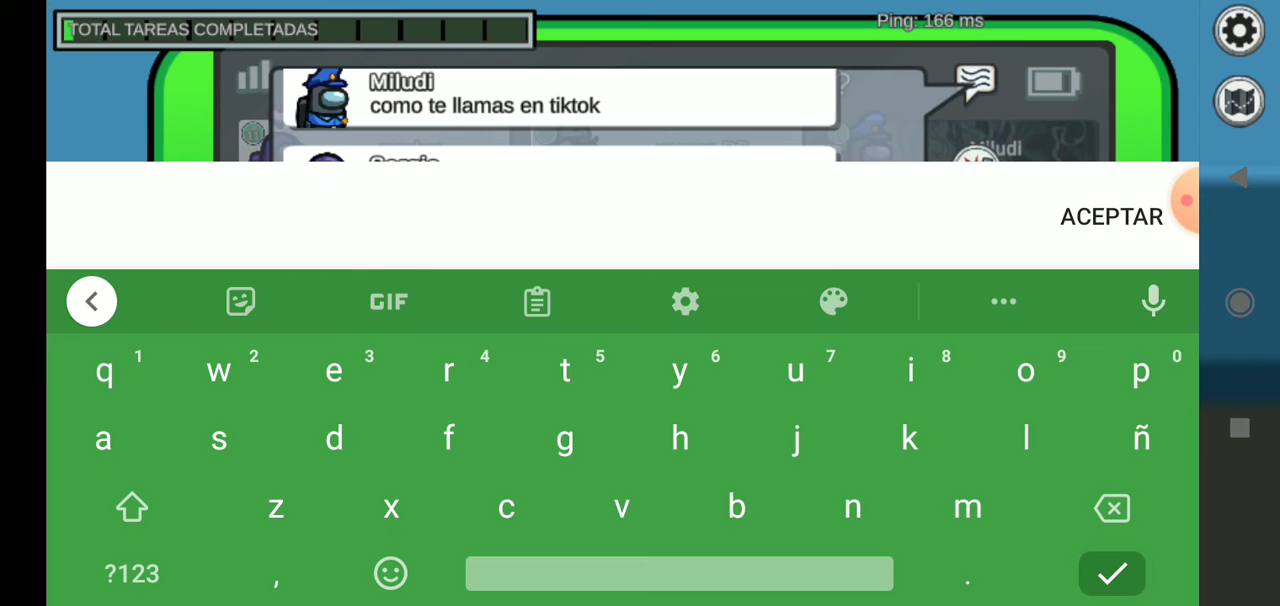 TOTAL TAREAS COMPLETADAS
Ping: 166 ms
Miludi
como te llamas en tiktok
Miludi
ACEPTAR
GIF
q 1 w 2 e 3 r 4 t 5 y 6 u 7 i 8 o 9 p 0
a s d f g h j k l ñ
z x c v b n m
?123 , .